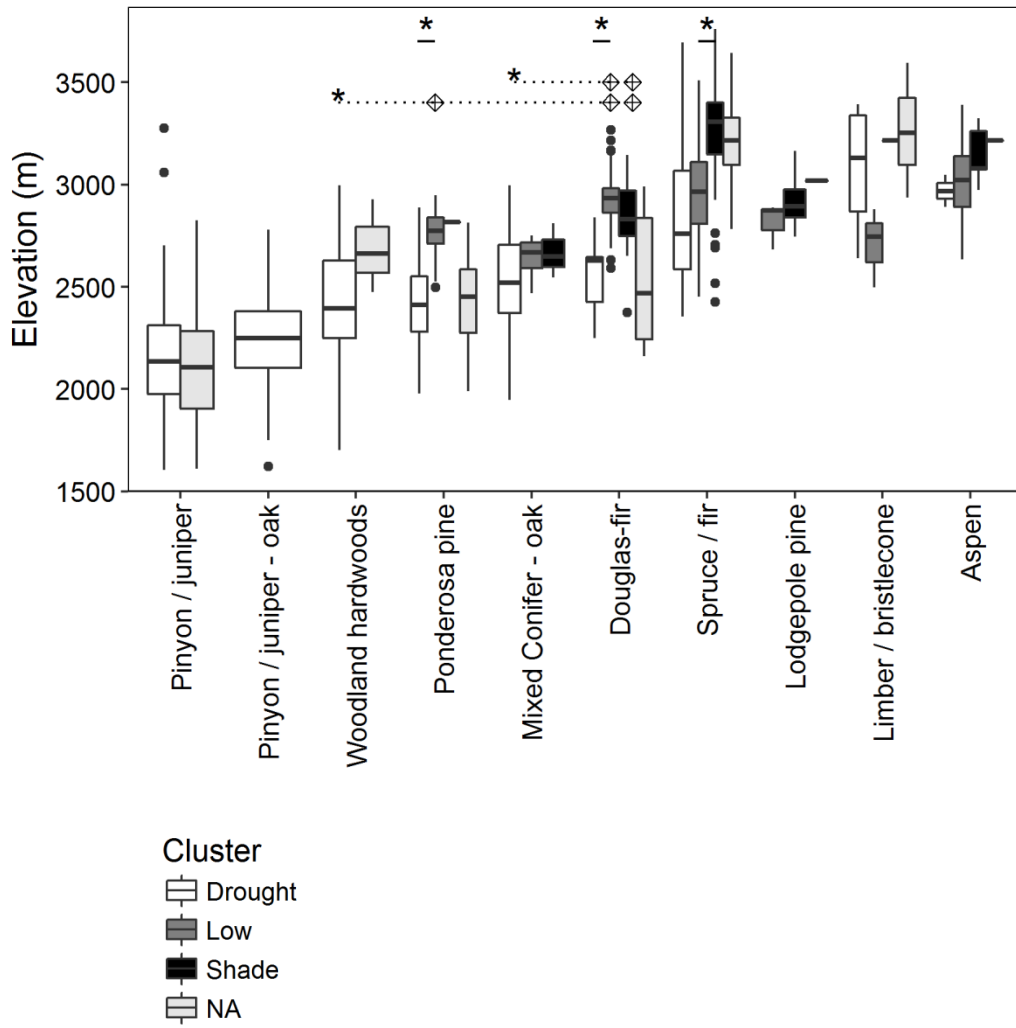 * * *
*
*
3500
3000
2500
2000
1500
Elevation (m)
Pinyon / juniper
Pinyon / juniper - oak
Woodland hardwoods
Ponderosa pine
Mixed Conifer - oak
Douglas-fir
Spruce / fir
Lodgepole pine
Limber / bristlecone
Aspen
Cluster
Drought
Low
Shade
NA